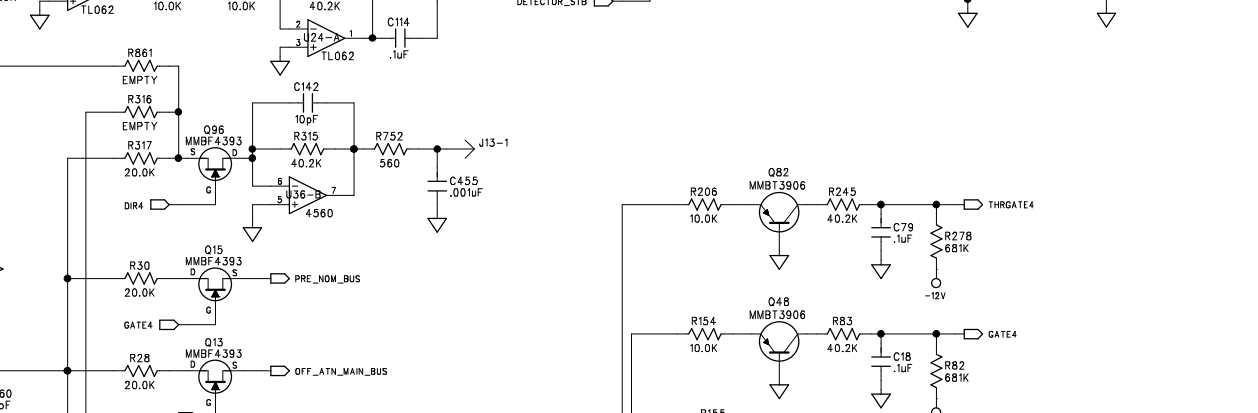 TL062
10.0K
10.0K
40.2K
2
3
U24-A
1
TL062
C114
.1uF
DETECTOR_STB
R861
EMPTY
R316
EMPTY
R317
20.0K
Q96
MMBF4393
S
D
G
DIR4
C142
10pF
R315
40.2K
6
5
U36-B
7
4560
R752
560
J13-1
C455
.001uF
R30
20.0K
Q15
MMBF4393
D
S
G
GATE4
PRE_NOM_BUS
R28
20.0K
Q13
MMBF4393
D
S
G
OFF_ATN_MAIN_BUS
60
pF
R206
10.0K
Q82
MMBT3906
R245
40.2K
C79
.1uF
THRGATE4
R278
681K
-12V
R154
10.0K
Q48
MMBT3906
R83
40.2K
C18
.1uF
GATE4
R82
681K
R155